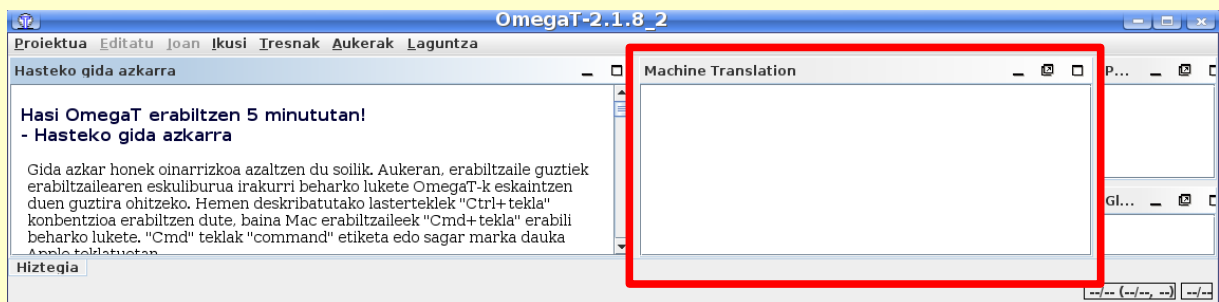 OmegaT-2.1.8_2
Proiektua Editatu Joan Ikusi Tresnak Aukerak Laguntza
Hasteko gida azkarra
Machine Translation
P...
Hasi OmegaT erabiltzen 5 minututan!
- Hasteko gida azkarra
Gida azkar honek oinarrizkoa azaltzen du soilik. Aukeran, erabiltzaile guztiek
erabiltzailearen eskuliburua irakurri beharko lukete OmegaT-k eskaintzen
duen guztira ohitzeko. Hemen deskribatutako lasterteklek "Ctrl+tekla"
konbentzioa erabiltzen dute, baina Mac erabiltzaileek "Cmd+tekla" erabili
beharko lukete. "Cmd" teklak "command" etiketa edo sagar marka dauka
Apple teklatuetan
Gl...
Hiztegia
--/-- (--/--, --) --/--